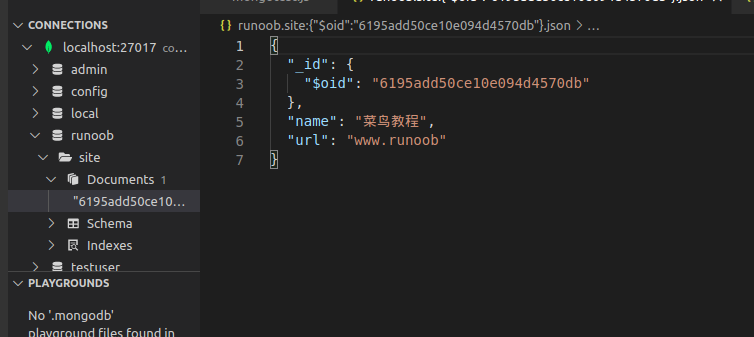 CONNECTIONS
localhost:27017 co...
admin
config
local
runoob
site
Documents 1
"6195add50ce10...
Schema
Indexes
testuser
PLAYGROUNDS
No '.mongodb'
playground files found in
runoob.site:{"$oid":"6195add50ce10e094d4570db"}.json > ...
1 {
2 "_id": {
3 "$oid": "6195add50ce10e094d4570db"
4 },
5 "name": "菜鸟教程",
6 "url": "www.runoob"
7 }